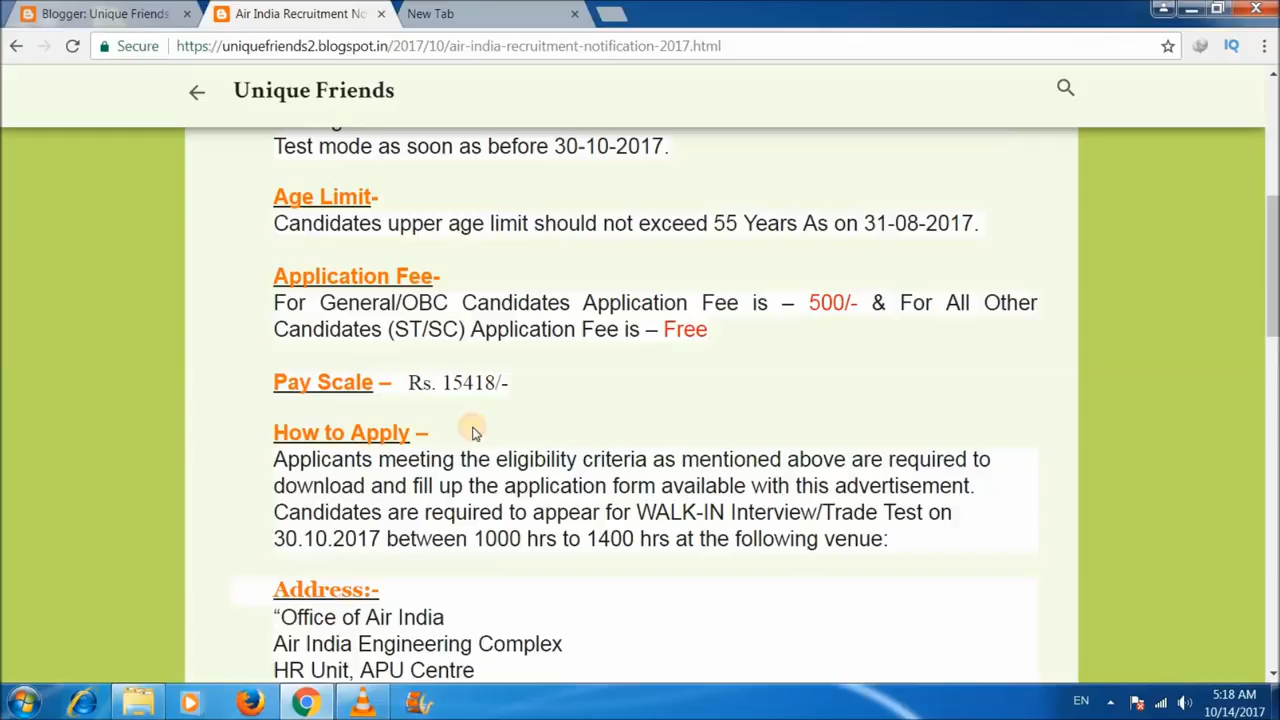 Blogger: Unique Friends
Air India Recruitment No
New Tab
Secure
https://uniquefriends2.blogspot.in/2017/10/air-india-recruitment-notification-2017.html
IQ
Unique Friends
Test mode as soon as before 30-10-2017.
Age Limit-
Candidates upper age limit should not exceed 55 Years As on 31-08-2017.
Application Fee-
For General/OBC Candidates Application Fee is – 500/- & For All Other
Candidates (ST/SC) Application Fee is – Free
Pay Scale – Rs. 15418/-
How to Apply –
Applicants meeting the eligibility criteria as mentioned above are required to
download and fill up the application form available with this advertisement.
Candidates are required to appear for WALK-IN Interview/Trade Test on
30.10.2017 between 1000 hrs to 1400 hrs at the following venue:
Address:-
“Office of Air India
Air India Engineering Complex
HR Unit, APU Centre
EN
5:18 AM
10/14/2017